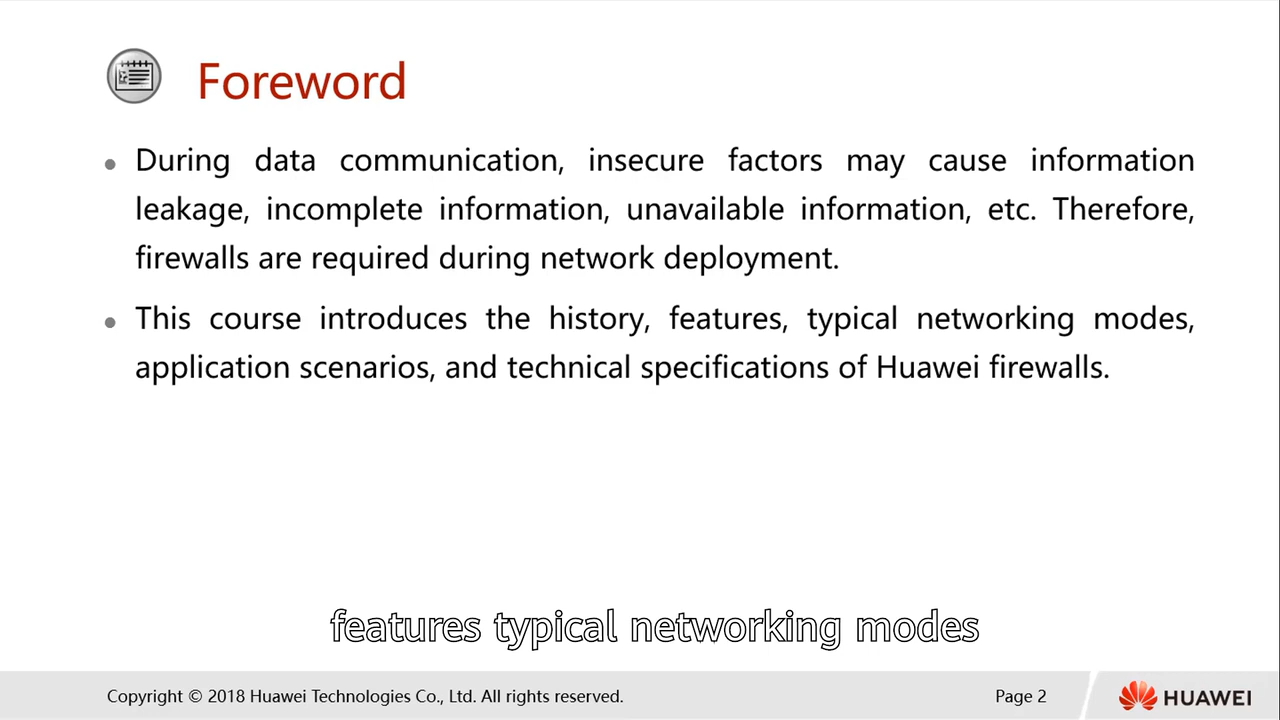 Foreword
During data communication, insecure factors may cause information
leakage, incomplete information, unavailable information, etc. Therefore,
firewalls are required during network deployment.
This course introduces the history, features, typical networking modes,
application scenarios, and technical specifications of Huawei firewalls.
features typical networking modes
Copyright © 2018 Huawei Technologies Co., Ltd. All rights reserved.
Page 2
HUAWEI